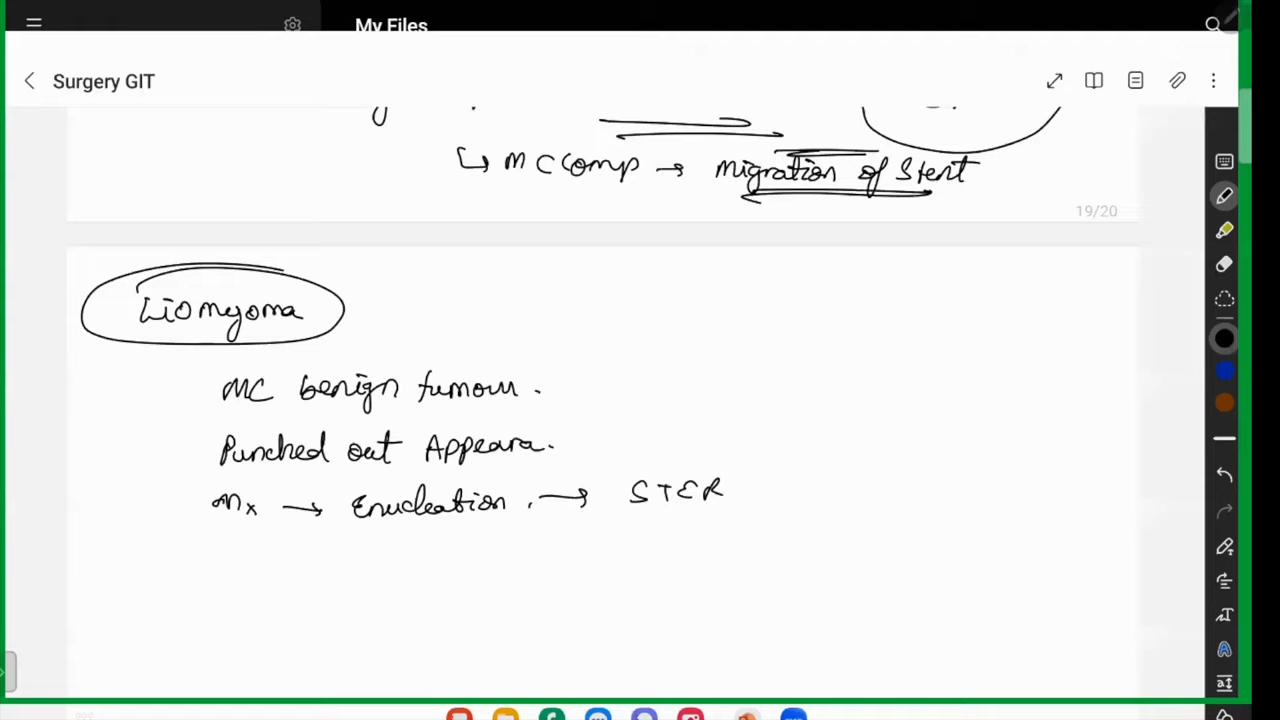 My Files
Surgery GIT
↳ MC Comp → Migration of Stent
19/20
Liomyoma
MC benign tumour.
Punched out Appeara.
Mx → Enucleation. → STER